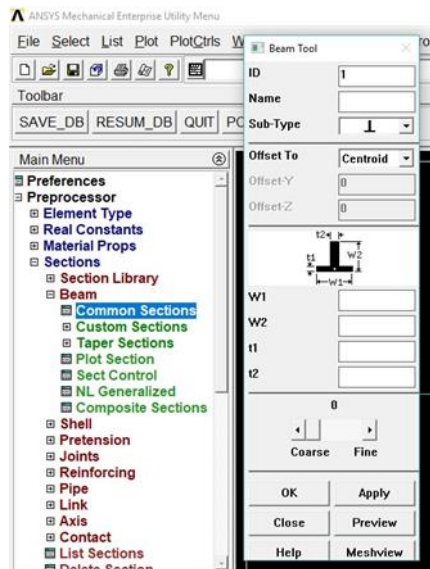 ANSYS Mechanical Enterprise Utility Menu
File Select List Plot PlotCtrls W
Toolbar
SAVE_DB RESUM_DB QUIT PO
Main Menu
Preferences
Preprocessor
Element Type
Real Constants
Material Props
Sections
Section Library
Beam
Common Sections
Custom Sections
Taper Sections
Plot Section
Sect Control
NL Generalized
Composite Sections
Shell
Pretension
Joints
Reinforcing
Pipe
Link
Axis
Contact
List Sections
Delete Section
Beam Tool
ID 1
Name
Sub-Type
Offset To Centroid
Offset-Y 0
Offset-Z 0
t2
t1 W2
W1
W1
W2
t1
t2
0
Coarse Fine
OK Apply
Close Preview
Help Meshview